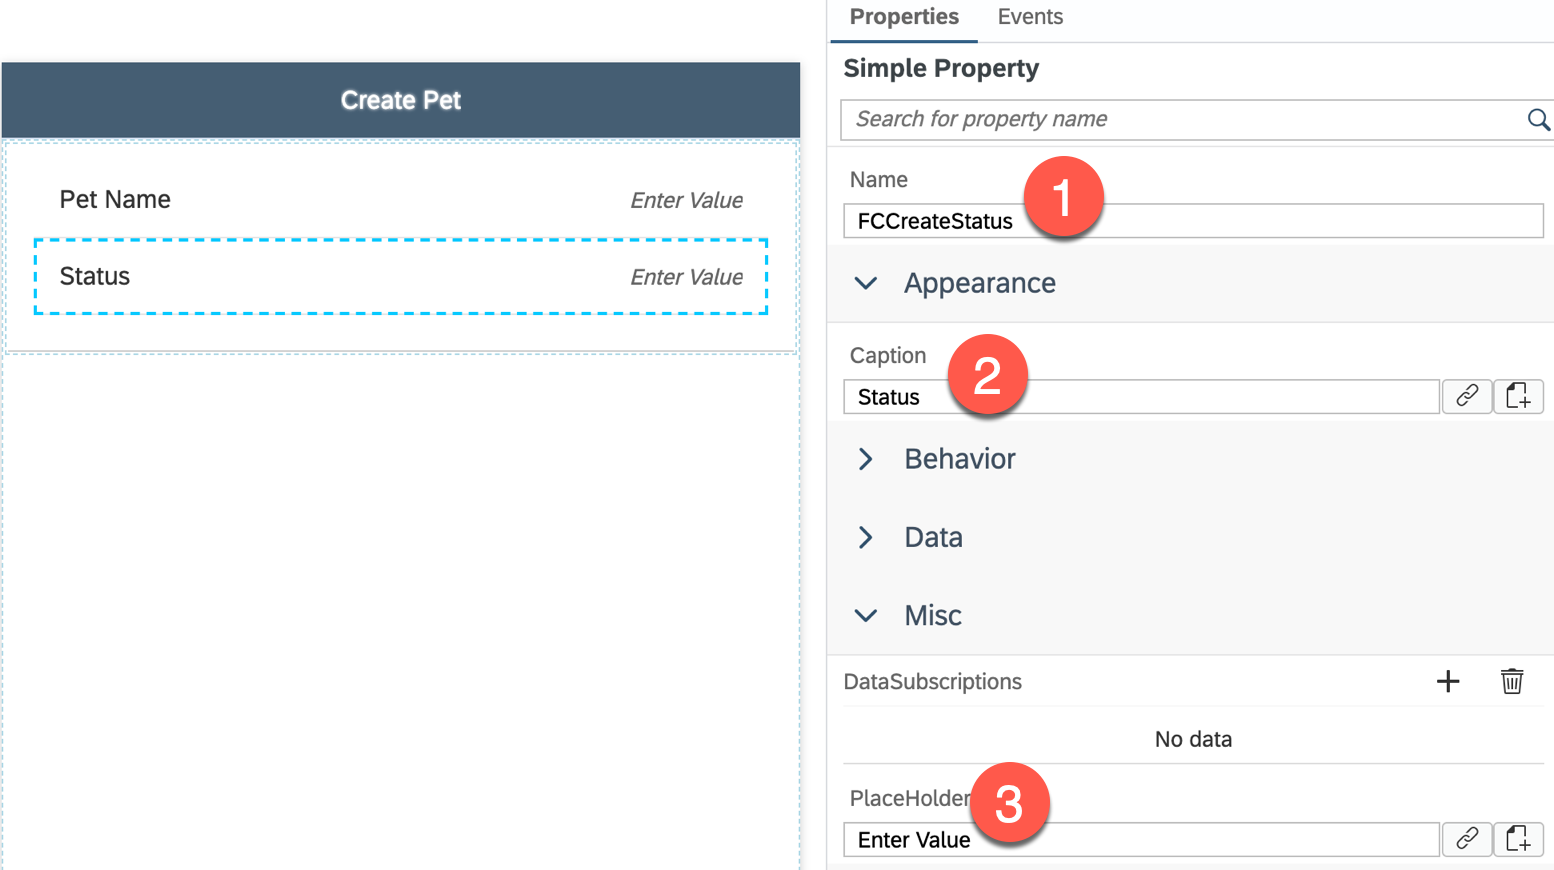 Create Pet
Pet Name Enter Value
Status Enter Value
Properties Events
Simple Property
Search for property name
Name
1
FCCreateStatus
Appearance
Caption
2
Status
Behavior
Data
Misc
DataSubscriptions
No data
PlaceHolder
3
Enter Value